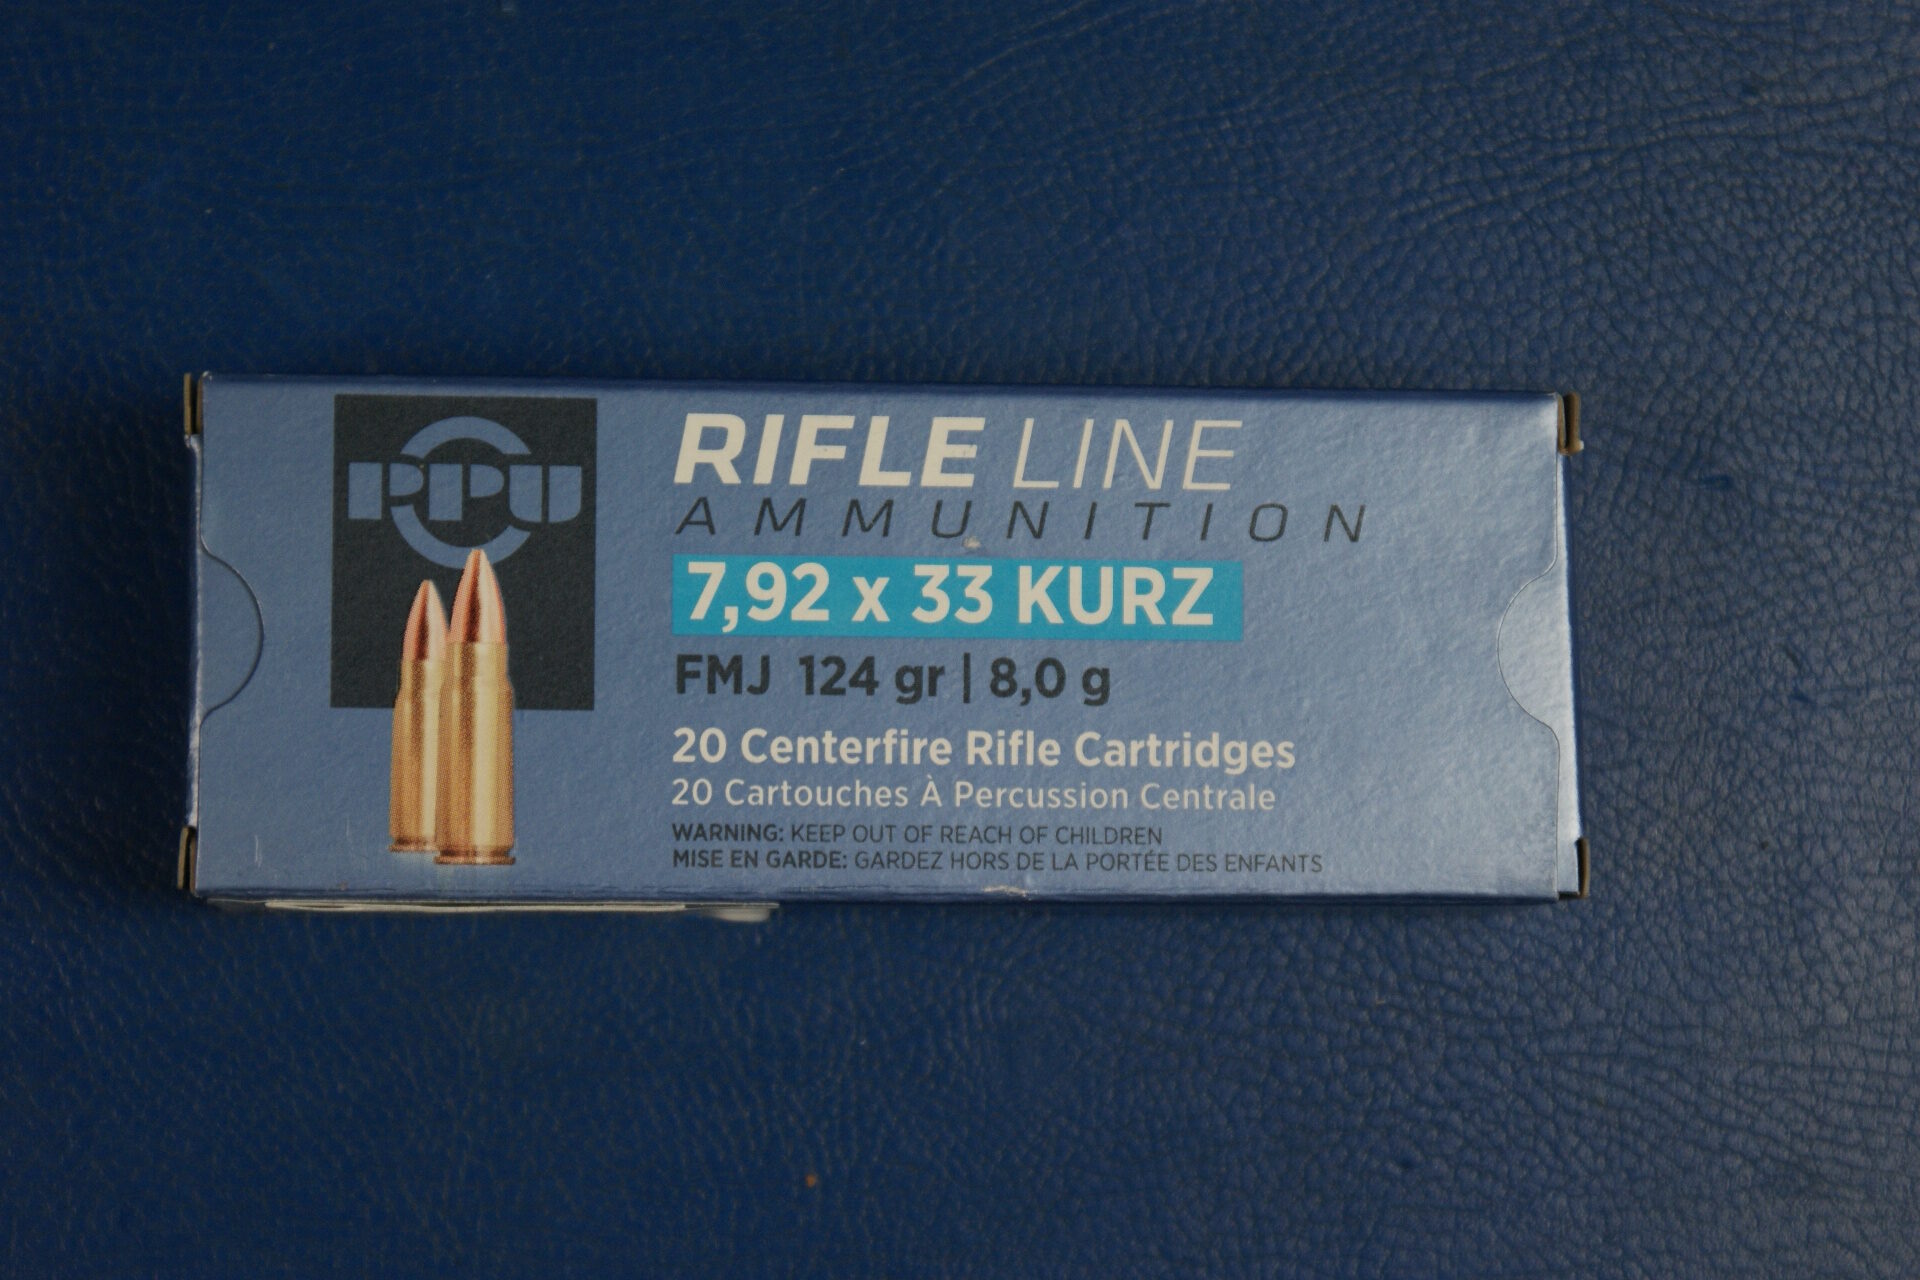 PPU
RIFLE LINE
AMMUNITION
7,92 x 33 KURZ
FMJ 124 gr | 8,0 g
20 Centerfire Rifle Cartridges
20 Cartouches À Percussion Centrale
WARNING: KEEP OUT OF REACH OF CHILDREN
MISE EN GARDE: GARDEZ HORS DE LA PORTÉE DES ENFANTS